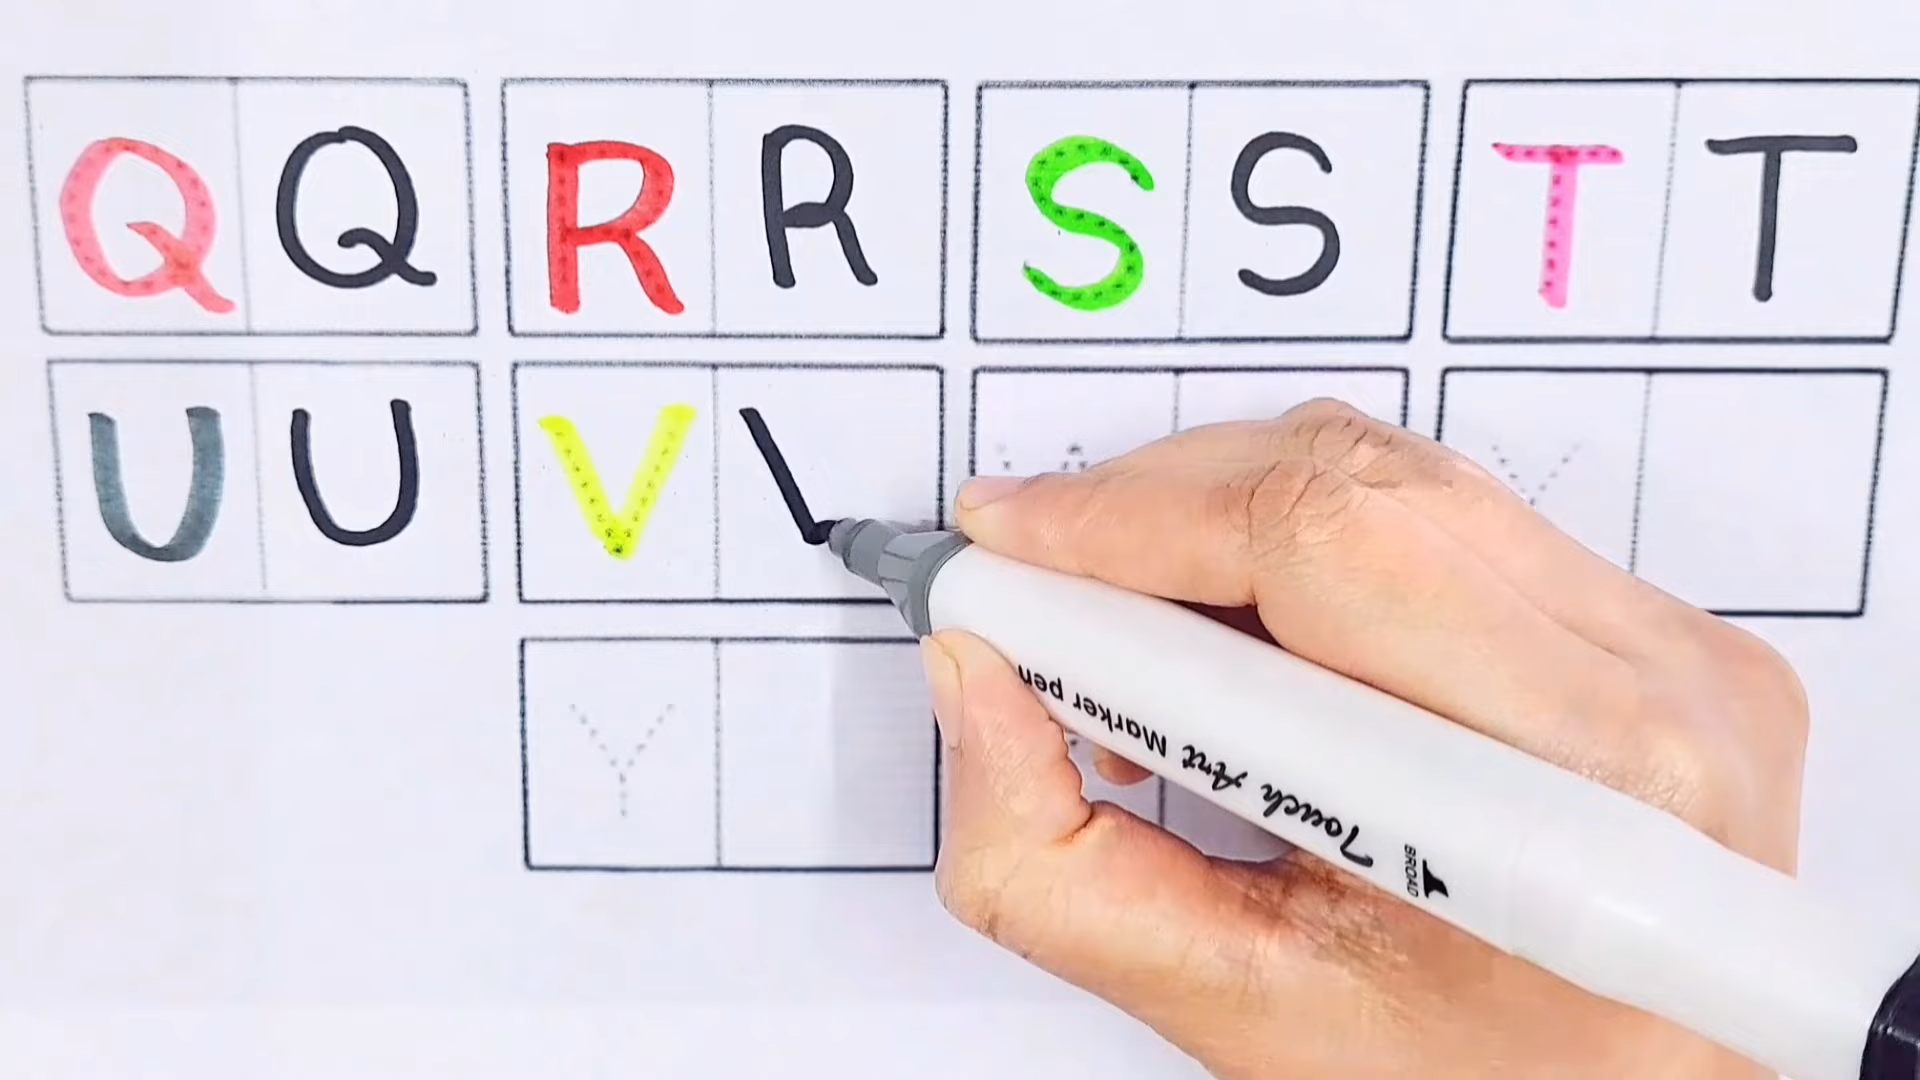 Q Q R R S S T T
U U V
Y
Touch Art Marker pen
BROAD